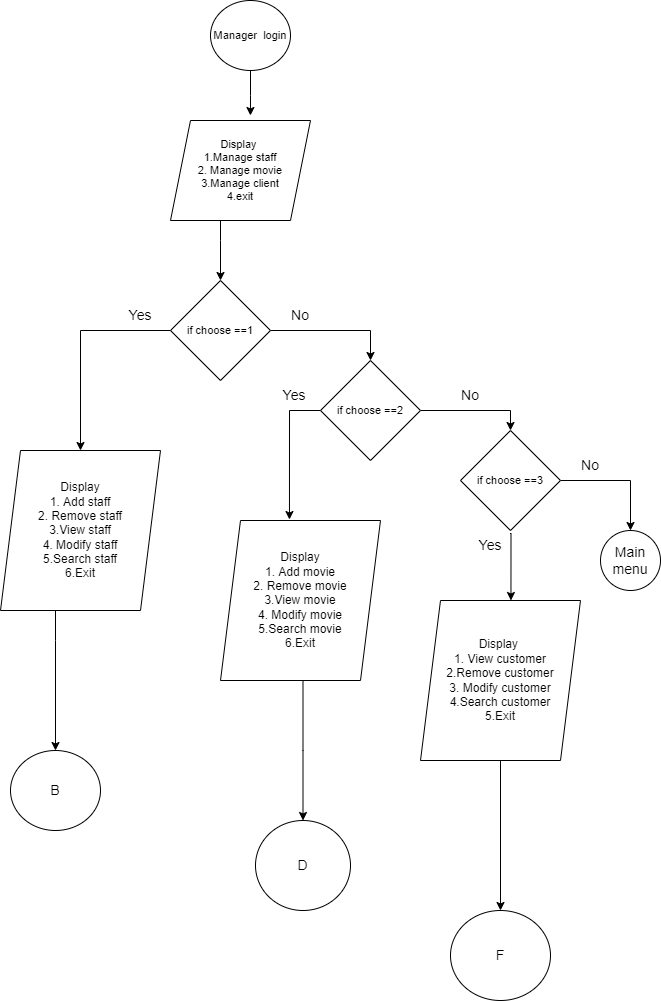 Manager login
Display
1.Manage staff
2. Manage movie
3.Manage client
4.exit
Yes
if choose ==1
No
Yes
if choose ==2
No
if choose ==3
No
Display
1. Add staff
2. Remove staff
3.View staff
4. Modify staff
5.Search staff
6.Exit
Display
1. Add movie
2. Remove movie
3.View movie
4. Modify movie
5.Search movie
6.Exit
Yes
Main
menu
Display
1. View customer
2.Remove customer
3. Modify customer
4.Search customer
5.Exit
B
D
F